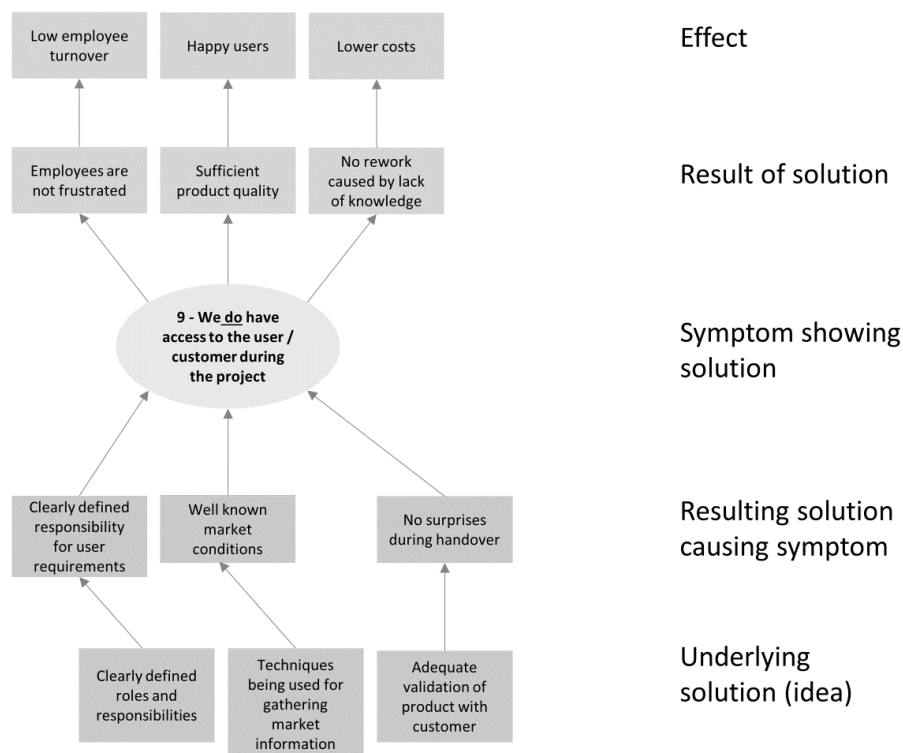 Low employee
turnover
Happy users
Lower costs
Effect
Employees are
not frustrated
Sufficient
product quality
No rework
caused by lack
of knowledge
Result of solution
9 - We do have
access to the user /
customer during
the project
Symptom showing
solution
Clearly defined
responsibility
for user
requirements
Well known
market
conditions
No surprises
during handover
Resulting solution
causing symptom
Clearly defined
roles and
responsibilities
Techniques
being used for
gathering
market
information
Adequate
validation of
product with
customer
Underlying
solution (idea)